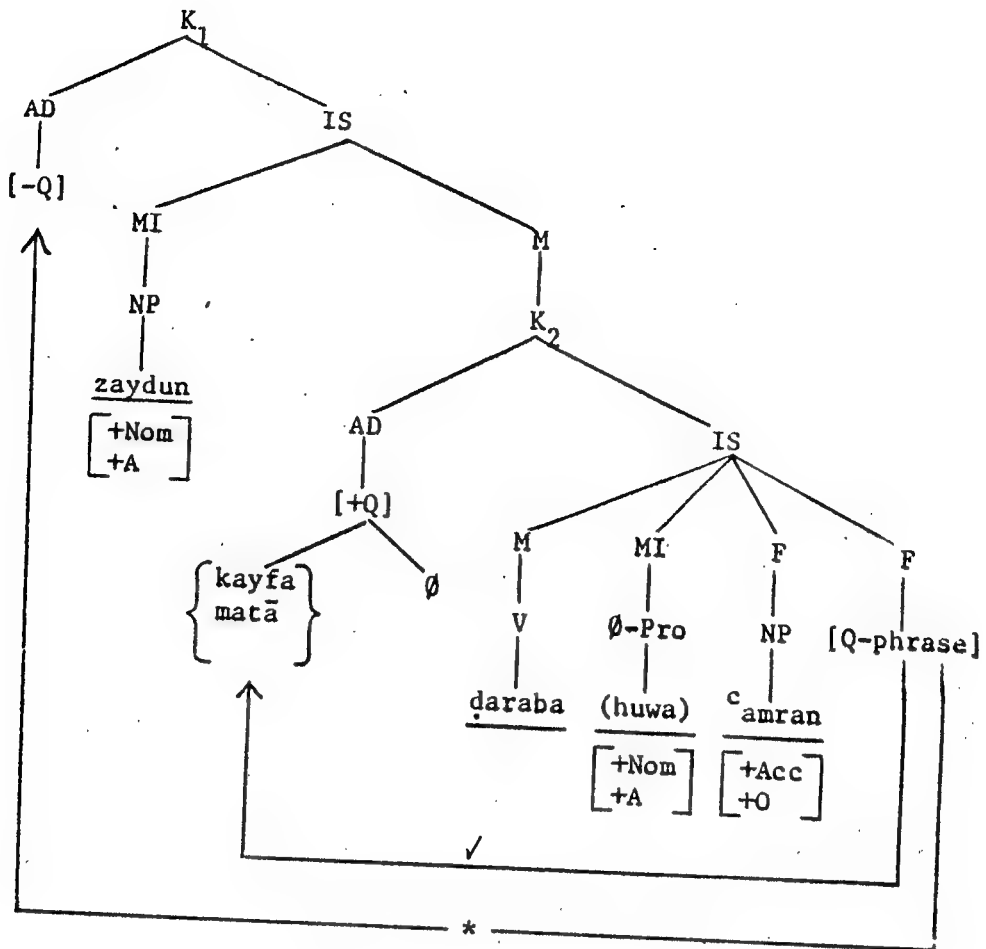 K1
AD IS
[-Q]
MI M
NP
K2
zaydun
[+Nom
+A]
AD IS
[+Q]
M MI F F
{kayfa
matā} Ø
V Ø-Pro NP [Q-phrase]
ḍaraba (huwa) ᶜamran
[+Nom
+A] [+Acc
+O]
✓
*